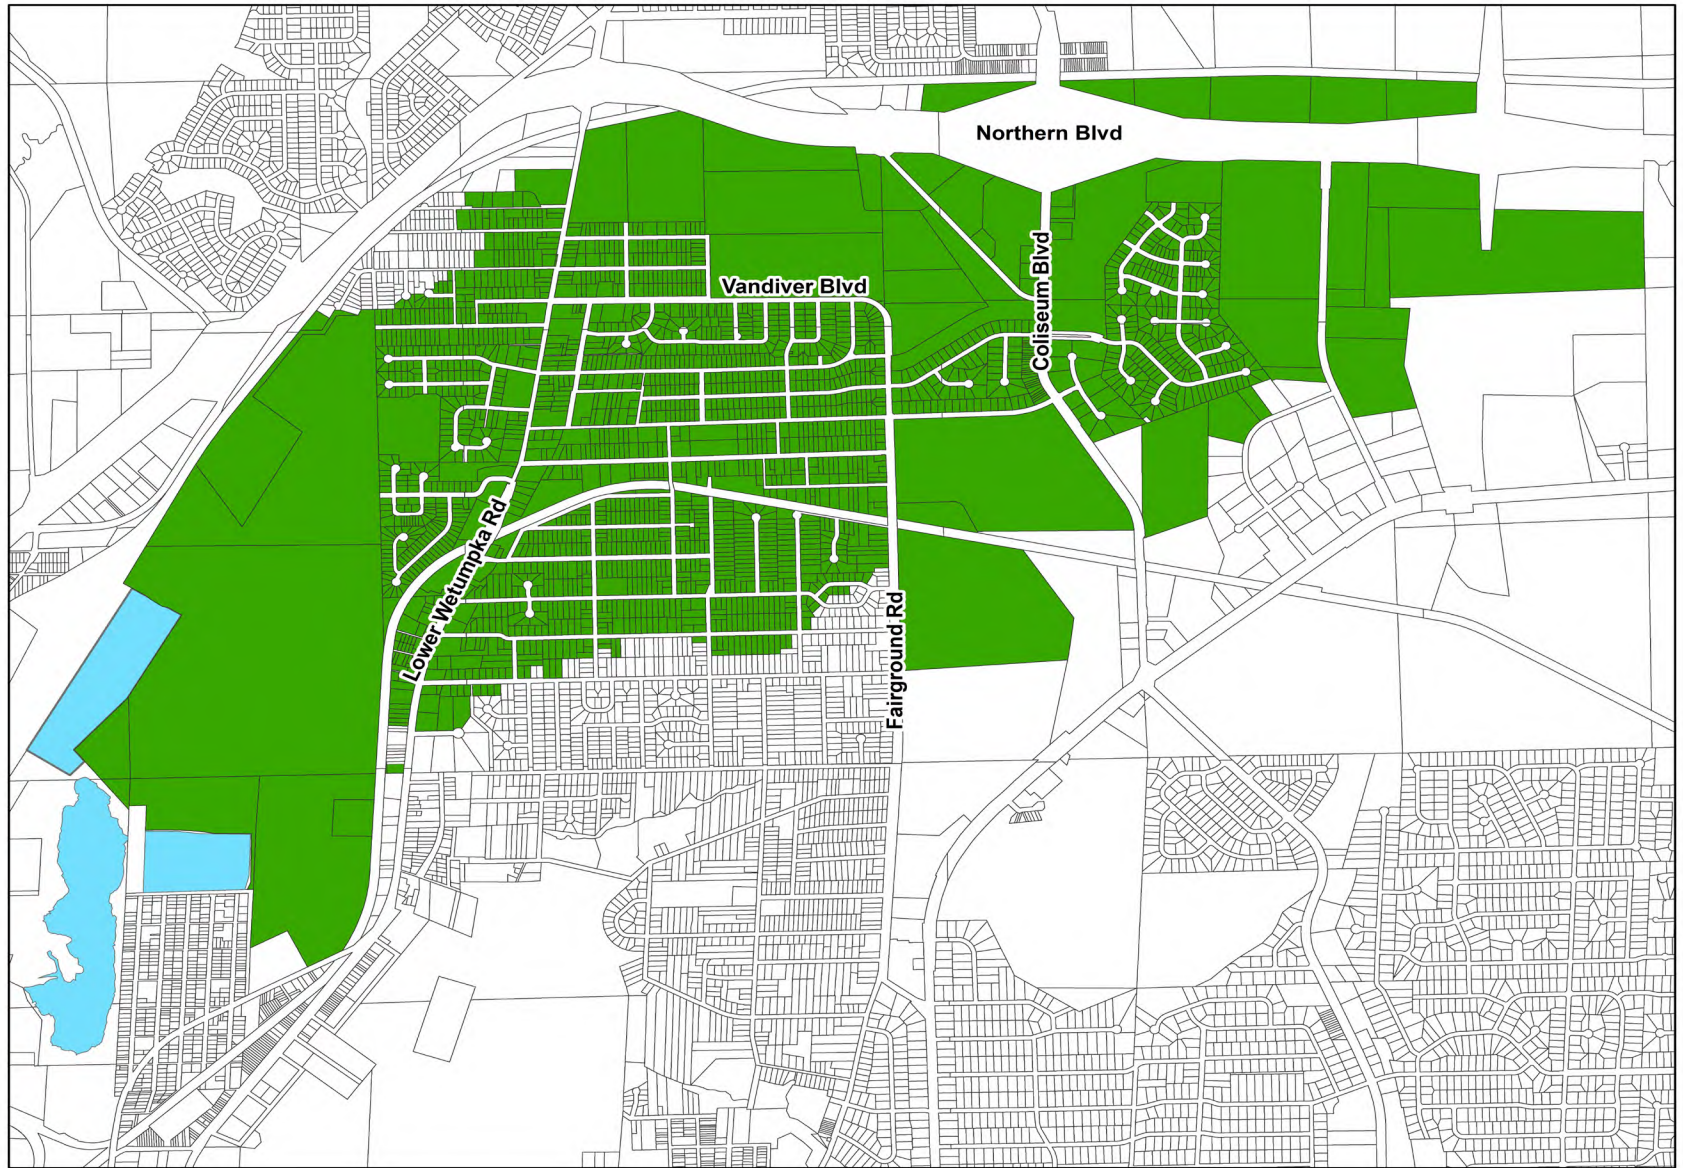 Northern Blvd
Vandiver Blvd
Coliseum Blvd
Lower Wetumpka Rd
Fairground Rd